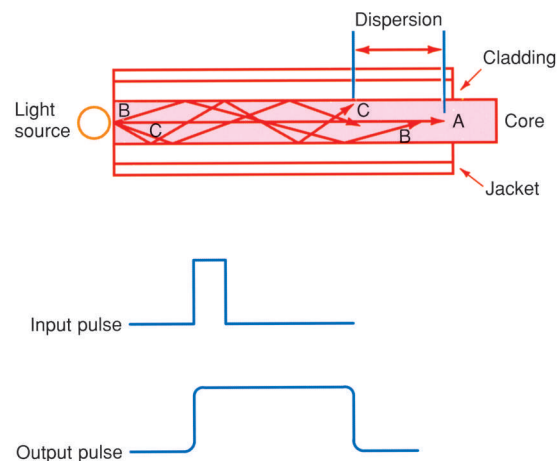 Dispersion
Cladding
Light
source
B
C
C
B
A
Core
Jacket
Input pulse
Output pulse